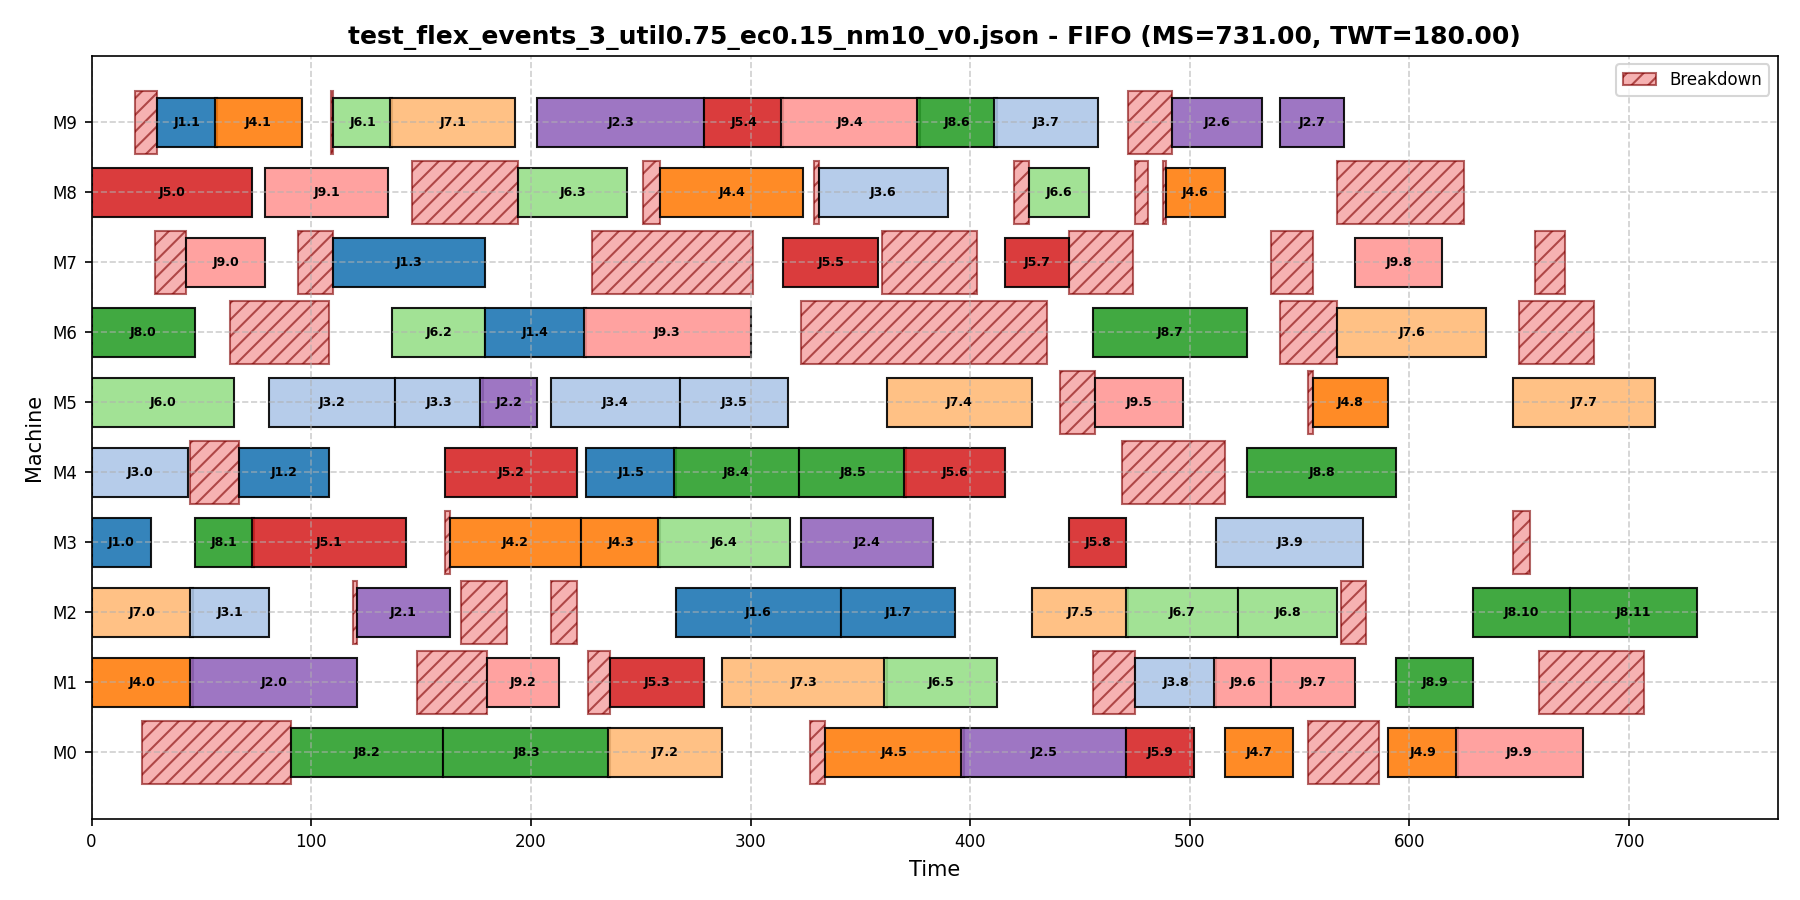 test_flex_events_3_util0.75_ec0.15_nm10_v0.json - FIFO (MS=731.00, TWT=180.00)
Breakdown
M9 J1.1 J4.1 J6.1 J7.1 J2.3 J5.4 J9.4 J8.6 J3.7 J2.6 J2.7
M8 J5.0 J9.1 J6.3 J4.4 J3.6 J6.6 J4.6
M7 J9.0 J1.3 J5.5 J5.7 J9.8
M6 J8.0 J6.2 J1.4 J9.3 J8.7 J7.6
M5 J6.0 J3.2 J3.3 J2.2 J3.4 J3.5 J7.4 J9.5 J4.8 J7.7
M4 J3.0 J1.2 J5.2 J1.5 J8.4 J8.5 J5.6 J8.8
M3 J1.0 J8.1 J5.1 J4.2 J4.3 J6.4 J2.4 J5.8 J3.9
M2 J7.0 J3.1 J2.1 J1.6 J1.7 J7.5 J6.7 J6.8 J8.10 J8.11
M1 J4.0 J2.0 J9.2 J5.3 J7.3 J6.5 J3.8 J9.6 J9.7 J8.9
M0 J8.2 J8.3 J7.2 J4.5 J2.5 J5.9 J4.7 J4.9 J9.9
Machine
0 100 200 300 400 500 600 700
Time